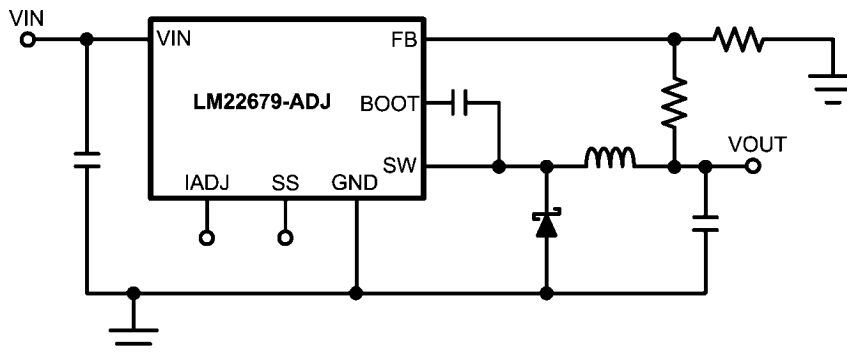 VIN
VIN
FB
LM22679-ADJ
BOOT
VOUT
SW
IADJ
SS
GND